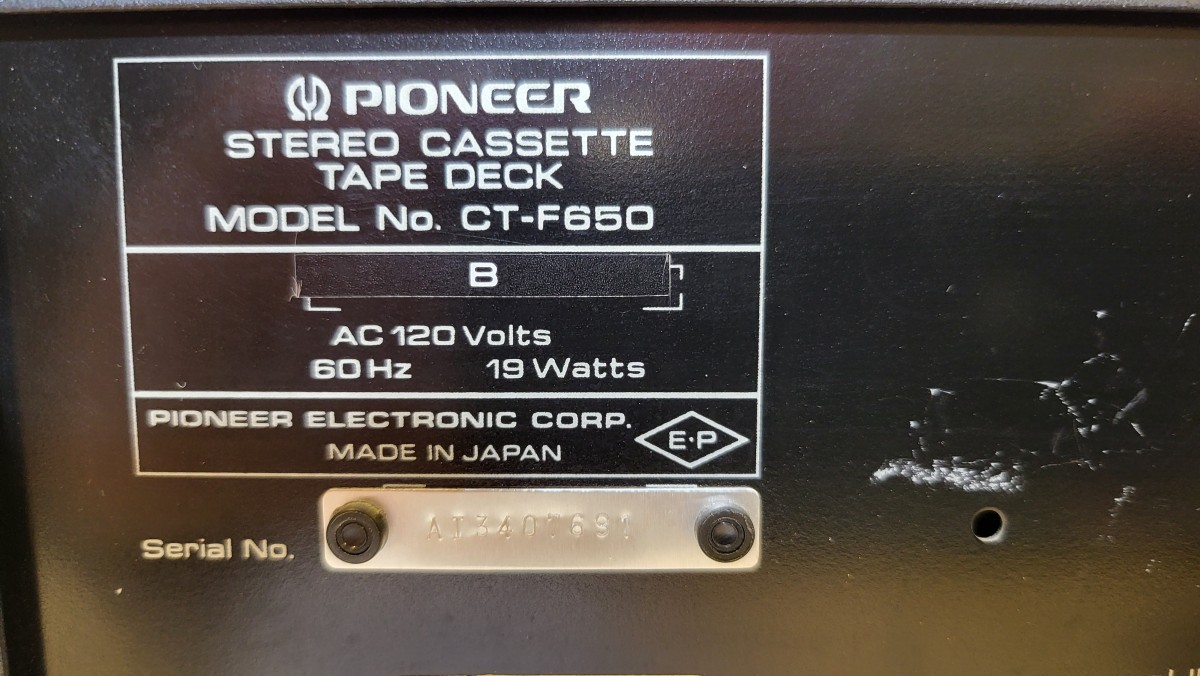 PIONEER
STEREO CASSETTE
TAPE DECK
MODEL No. CT-F650
B
AC 120 Volts
60 Hz 19 Watts
PIONEER ELECTRONIC CORP.
MADE IN JAPAN
E·P
Serial No.